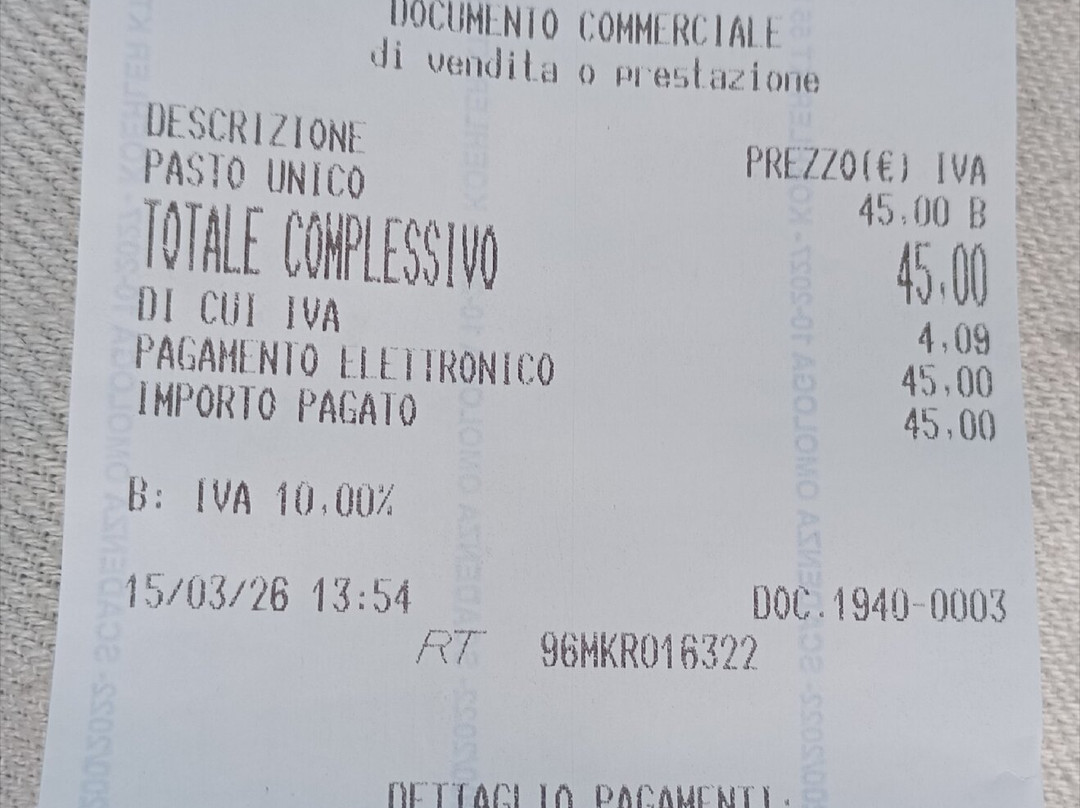 DOCUMENTO COMMERCIALE
di vendita o prestazione
DESCRIZIONE PREZZO(€) IVA
PASTO UNICO 45,00 B
TOTALE COMPLESSIVO 45,00
DI CUI IVA 4,09
PAGAMENTO ELETTRONICO 45,00
IMPORTO PAGATO 45,00
B: IVA 10,00%
15/03/26 13:54 DOC.1940-0003
RT 96MKR016322
DETTAGLIO PAGAMENTI: